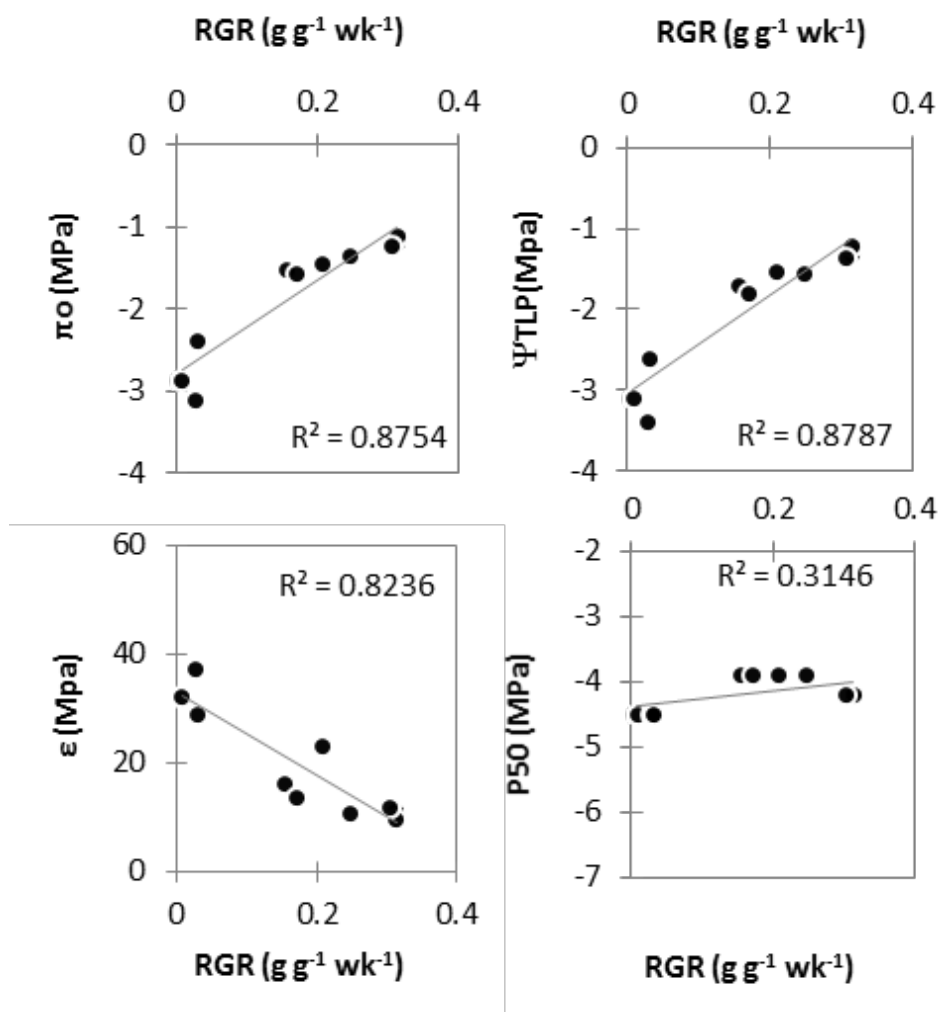 RGR (g g⁻¹ wk⁻¹)
0 0.2 0.4
0
-1
-2
-3
-4
πo (MPa)
R² = 0.8754
RGR (g g⁻¹ wk⁻¹)
0 0.2 0.4
0
-1
-2
-3
-4
ΨTLP(Mpa)
R² = 0.8787
60
40
20
0
ε (Mpa)
R² = 0.8236
0 0.2 0.4
RGR (g g⁻¹ wk⁻¹)
0 0.2 0.4
-2
-3
-4
-5
-6
-7
P50 (MPa)
R² = 0.3146
RGR (g g⁻¹ wk⁻¹)